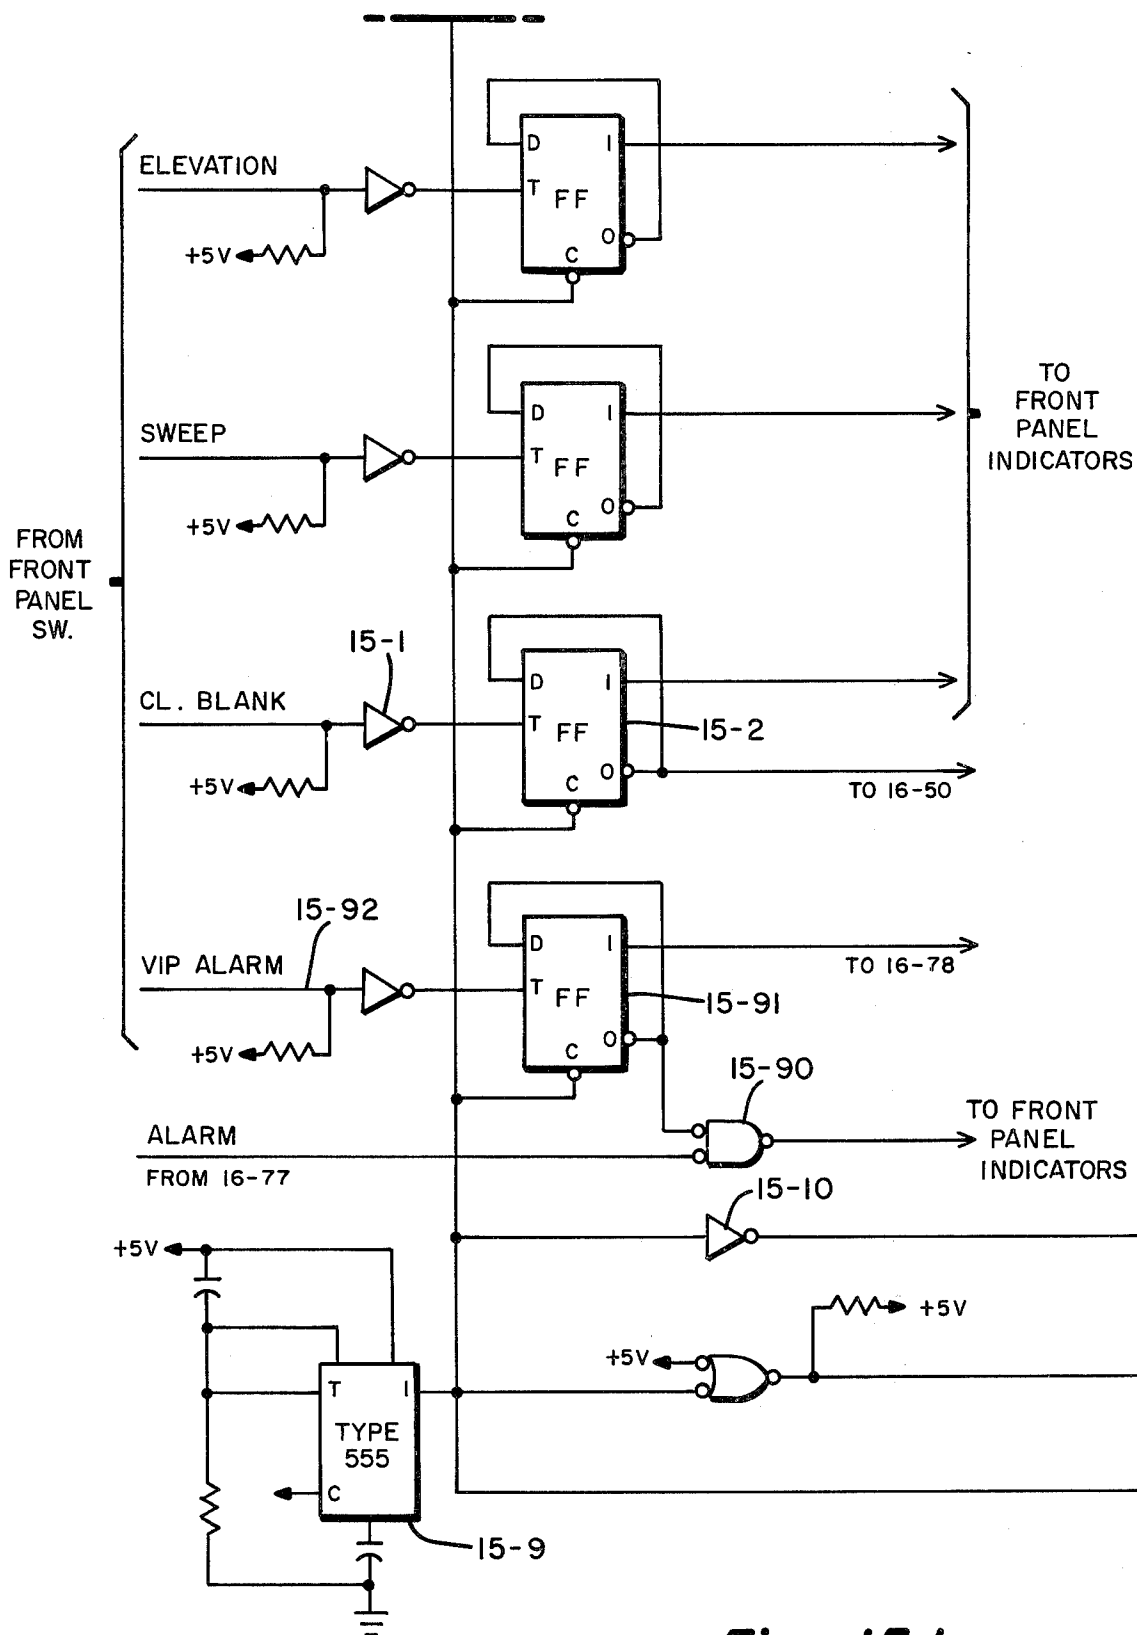 ELEVATION
+5V
D
I
T
FF
O
C
SWEEP
+5V
D
I
T
FF
O
C
TO
FRONT
PANEL
INDICATORS
FROM
FRONT
PANEL
SW.
15-1
CL. BLANK
+5V
D
I
T
FF
O
C
15-2
TO 16-50
15-92
VIP ALARM
+5V
D
I
T
FF
O
C
TO 16-78
15-91
15-90
ALARM
FROM 16-77
TO FRONT
PANEL
INDICATORS
15-10
+5V
+5V
+5V
T
I
TYPE
555
C
15-9